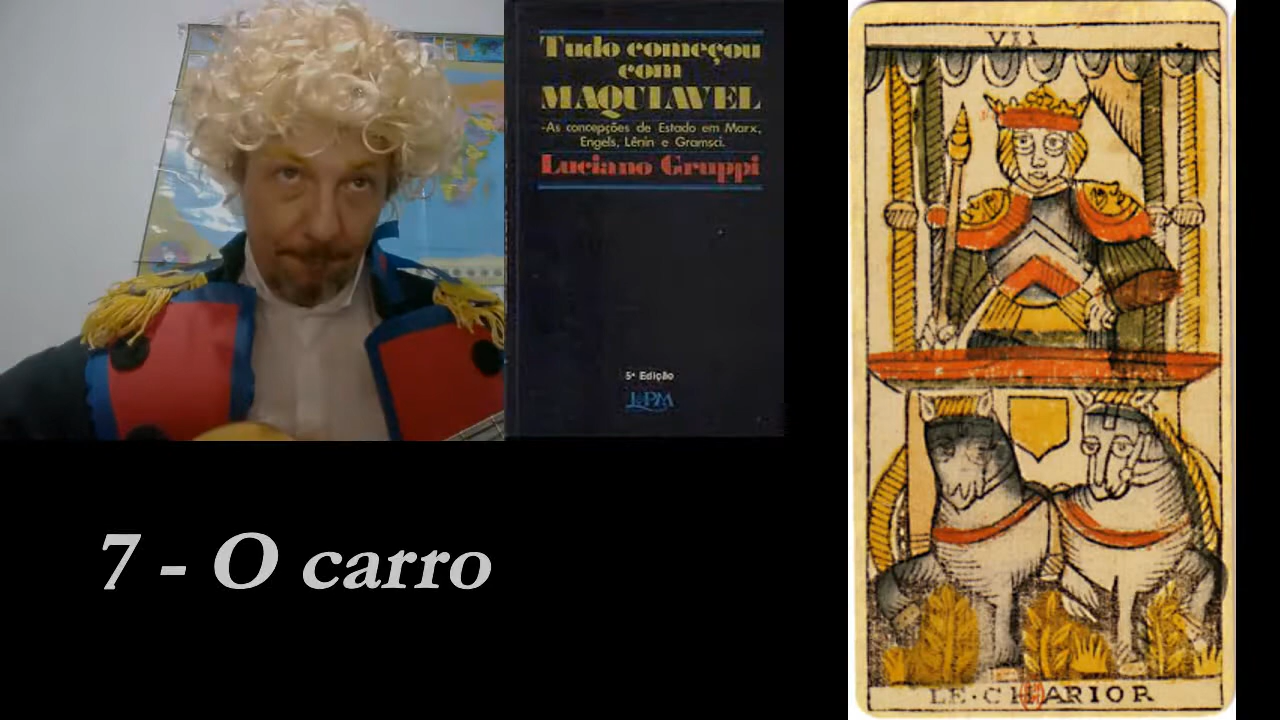 Tudo começou
com
MAQUIAVEL
-As concepções de Estado em Marx,
Engels, Lênin e Gramsci.
Luciano Gruppi
5ª Edição
L&PM
7 - O carro
VII
LE·CHARIOR